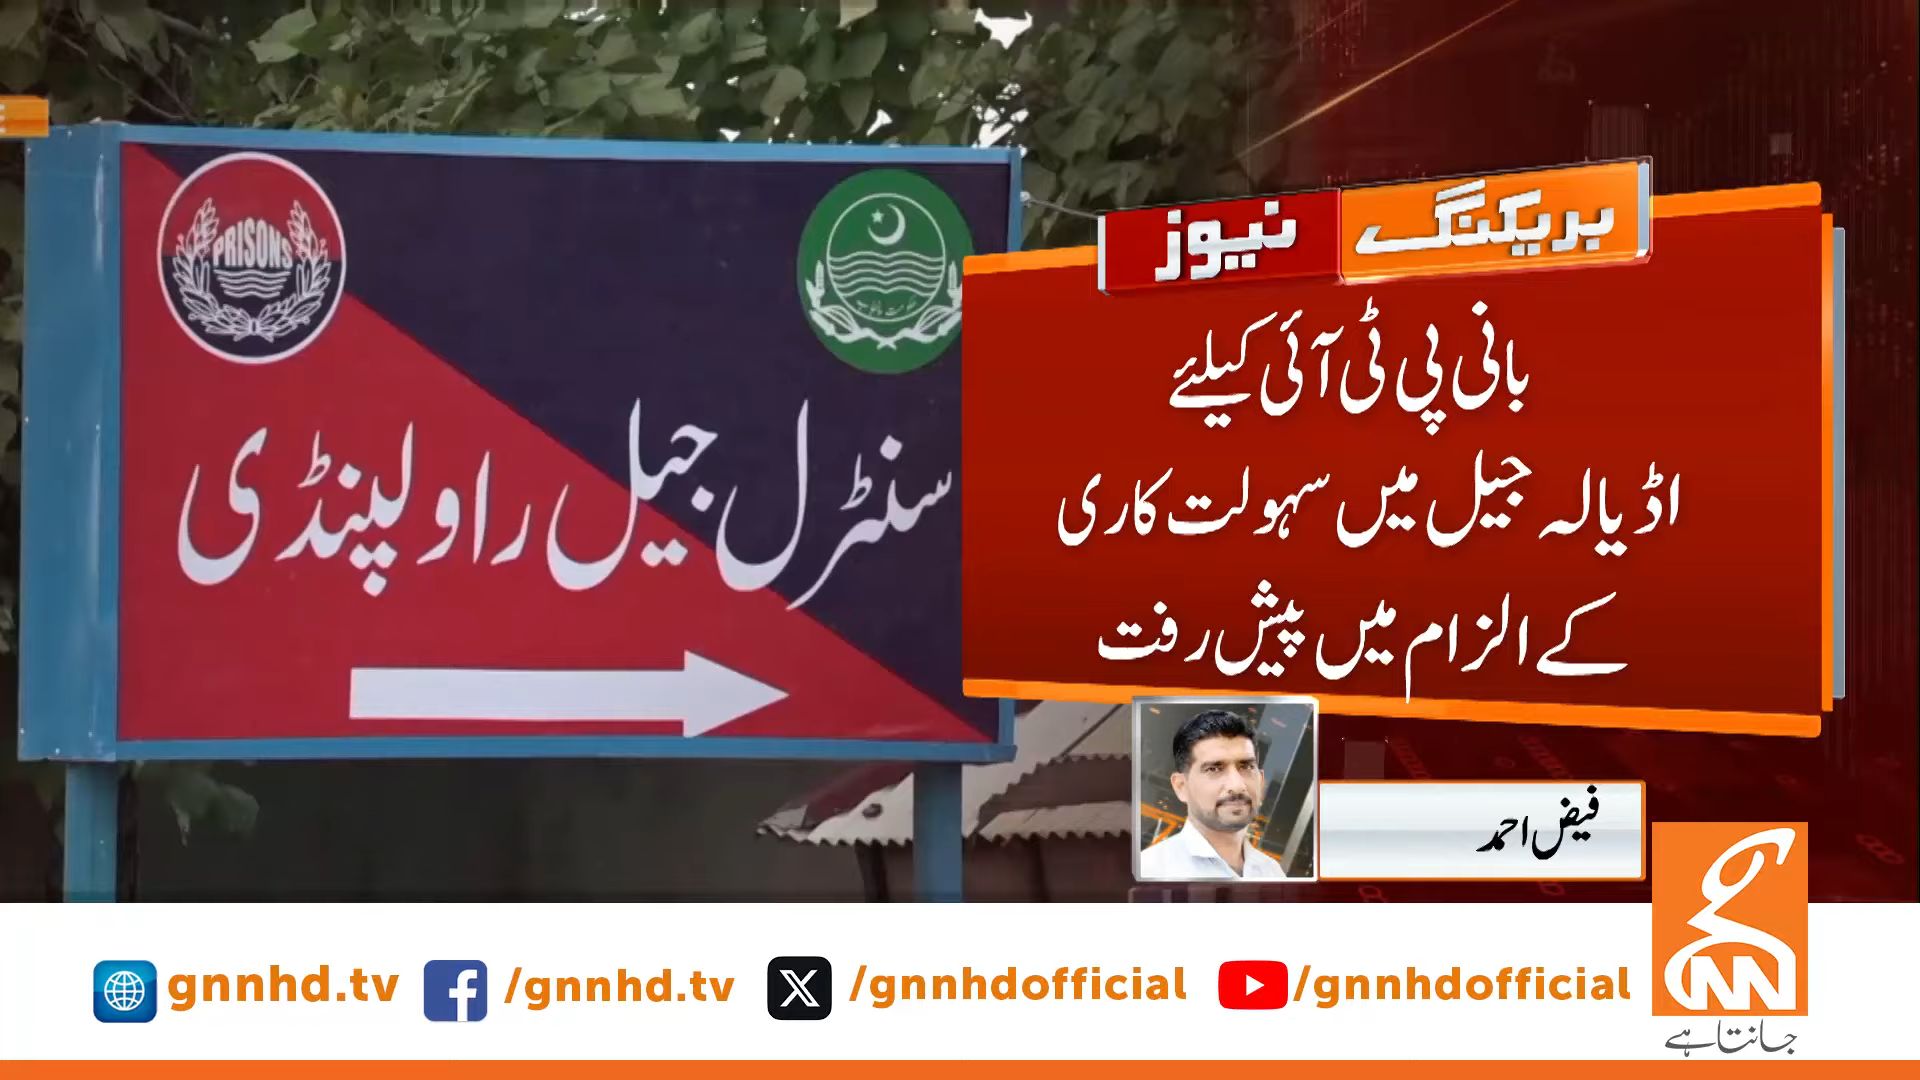 PRISONS
سنٹرل جیل راولپنڈی
بریکنگ نیوز
بانی پی ٹی آئی کیلئے
اڈیالہ جیل میں سہولت کاری
کے الزام میں پیش رفت
فیض احمد
gnnhd.tv /gnnhd.tv /gnnhdofficial /gnnhdofficial
GNN
جانتا ہے